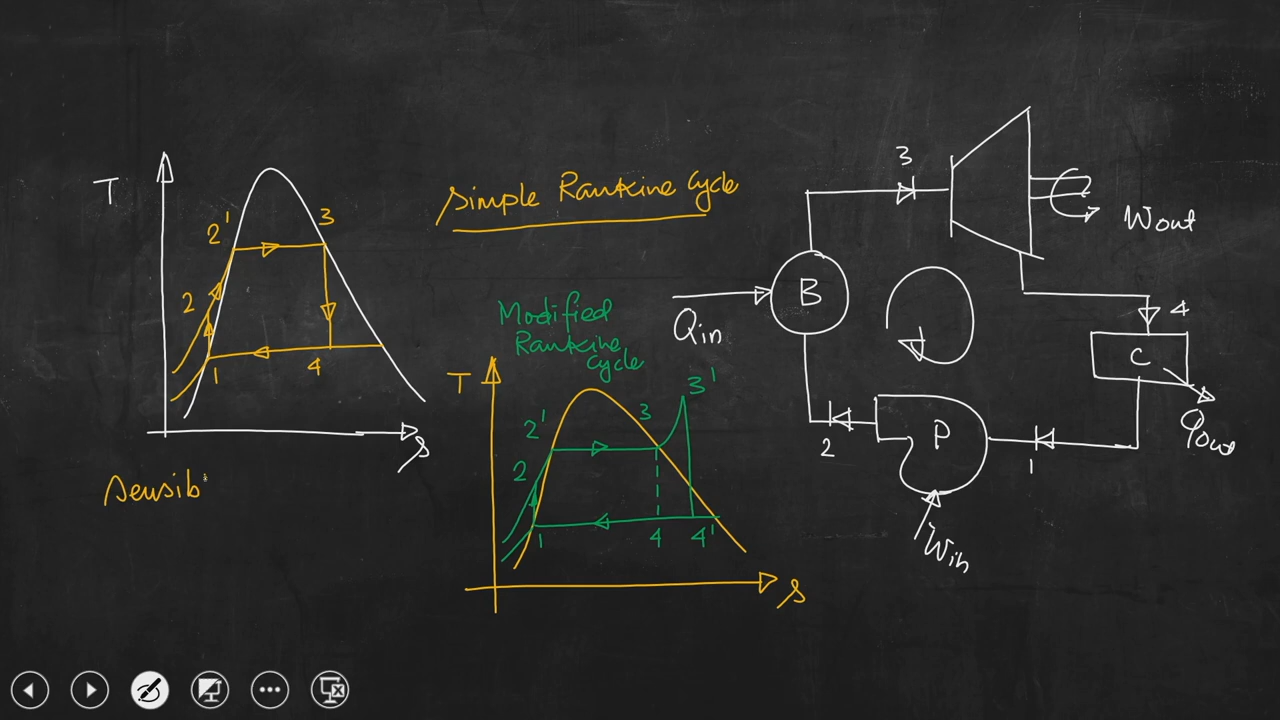 T
2'
3
2
1
4
s
Simple Rankine Cycle
Modified
Rankine
Cycle
T
2'
3
3'
2
1
4
4'
s
3
Wout
B
Qin
4
C
Qout
P
2
1
Win
Sensib